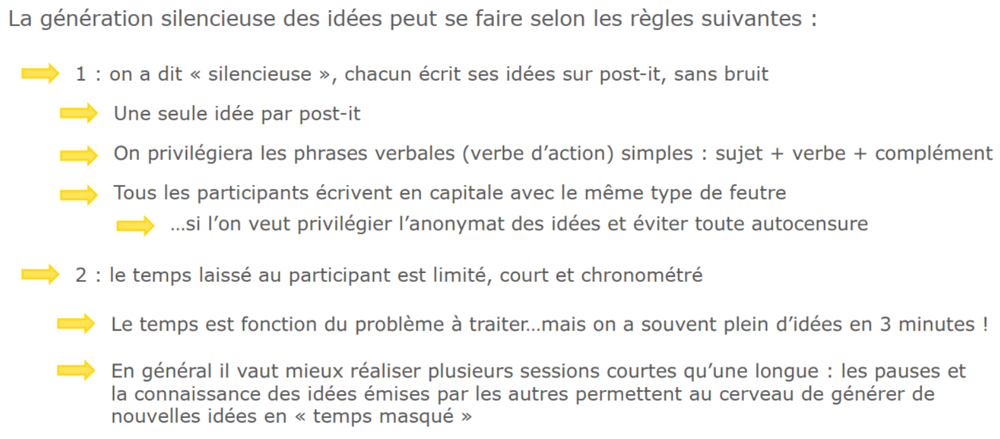 La génération silencieuse des idées peut se faire selon les règles suivantes :
1 : on a dit « silencieuse », chacun écrit ses idées sur post-it, sans bruit
Une seule idée par post-it
On privilégiera les phrases verbales (verbe d’action) simples : sujet + verbe + complément
Tous les participants écrivent en capitale avec le même type de feutre
…si l’on veut privilégier l’anonymat des idées et éviter toute autocensure
2 : le temps laissé au participant est limité, court et chronométré
Le temps est fonction du problème à traiter…mais on a souvent plein d’idées en 3 minutes !
En général il vaut mieux réaliser plusieurs sessions courtes qu’une longue : les pauses et
la connaissance des idées émises par les autres permettent au cerveau de générer de
nouvelles idées en « temps masqué »